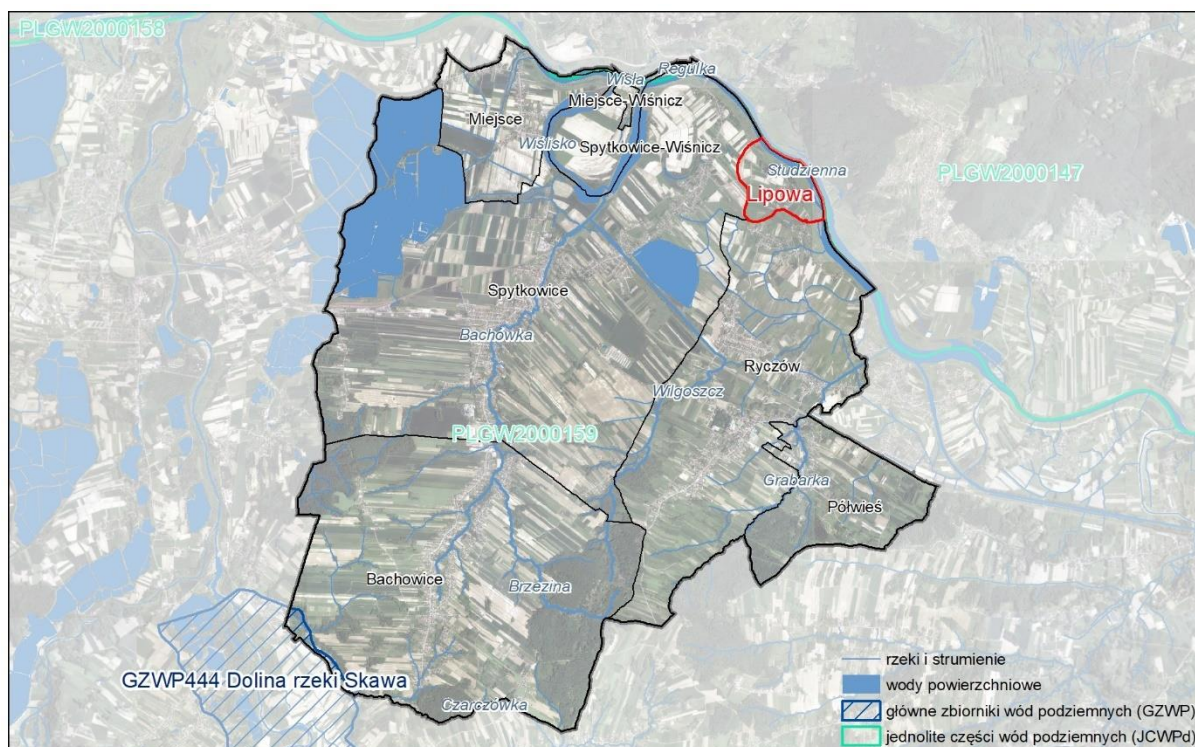 PLGW2000158
Regulka
Wisła
Miejsce-Wiśnicz
Miejsce
Wiślisko
Spytkowice-Wiśnicz
Studzienna
PLGW2000147
Lipowa
Spytkowice
Bachówka
Ryczów
Wilgoszcz
PLGW2000159
Grabarka
Półwieś
Bachowice
Brzezina
GZWP444 Dolina rzeki Skawa
Czarczówka
rzeki i strumienie
wody powierzchniowe
główne zbiorniki wód podziemnych (GZWP)
jednolite części wód podziemnych (JCWPd)